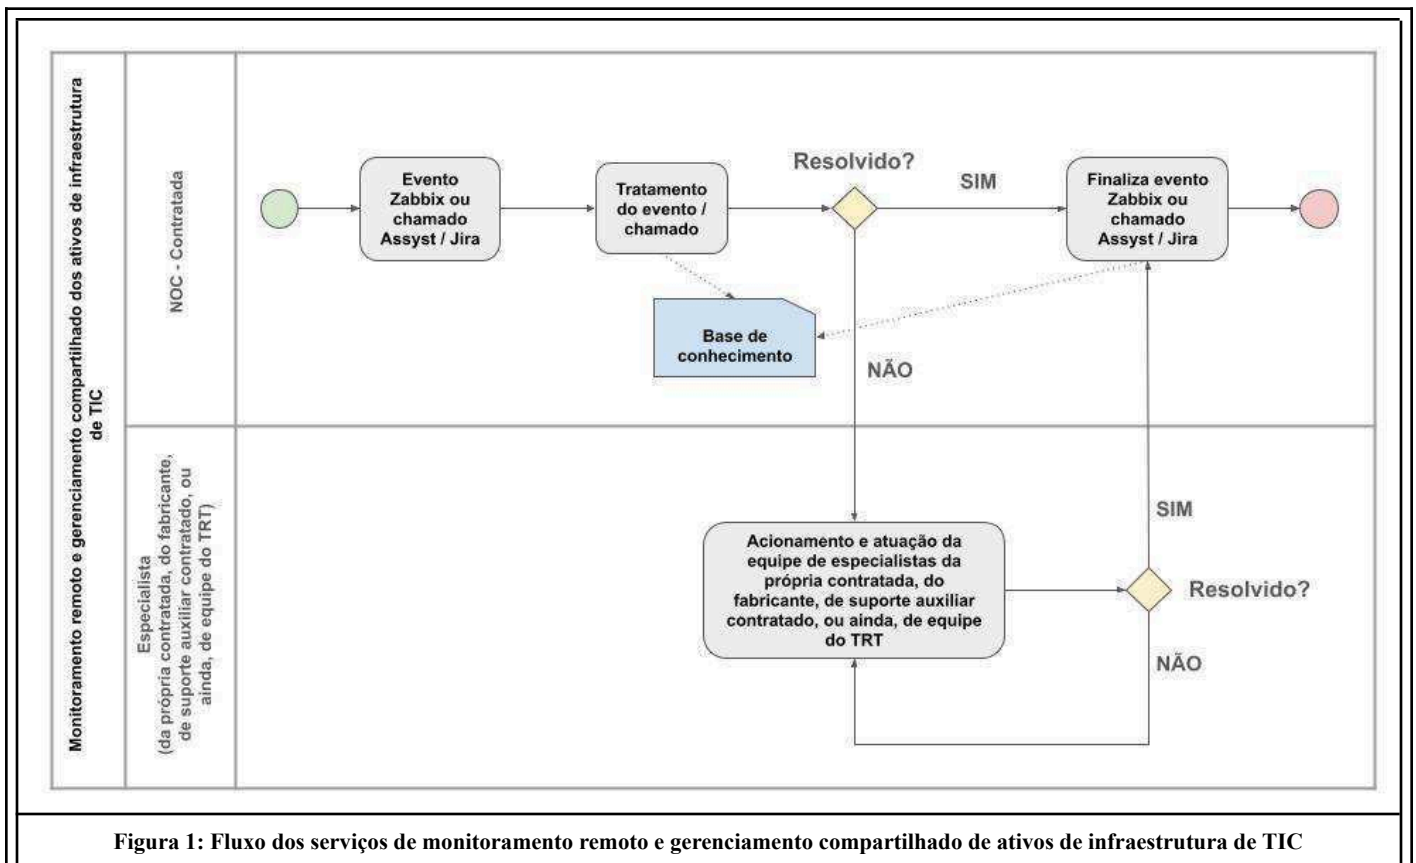 Monitoramento remoto e gerenciamento compartilhado dos ativos de infraestrutura
de TIC
NOC - Contratada
Evento
Zabbix ou
chamado
Assyst / Jira
Tratamento
do evento /
chamado
Resolvido?
SIM
Finaliza evento
Zabbix ou
chamado
Assyst / Jira
Base de
conhecimento
NÃO
Especialista
(da própria contratada, do fabricante,
de suporte auxiliar contratado, ou
ainda, de equipe do TRT)
Acionamento e atuação da
equipe de especialistas da
própria contratada, do
fabricante, de suporte auxiliar
contratado, ou ainda, de equipe
do TRT
SIM
Resolvido?
NÃO
Figura 1: Fluxo dos serviços de monitoramento remoto e gerenciamento compartilhado de ativos de infraestrutura de TIC